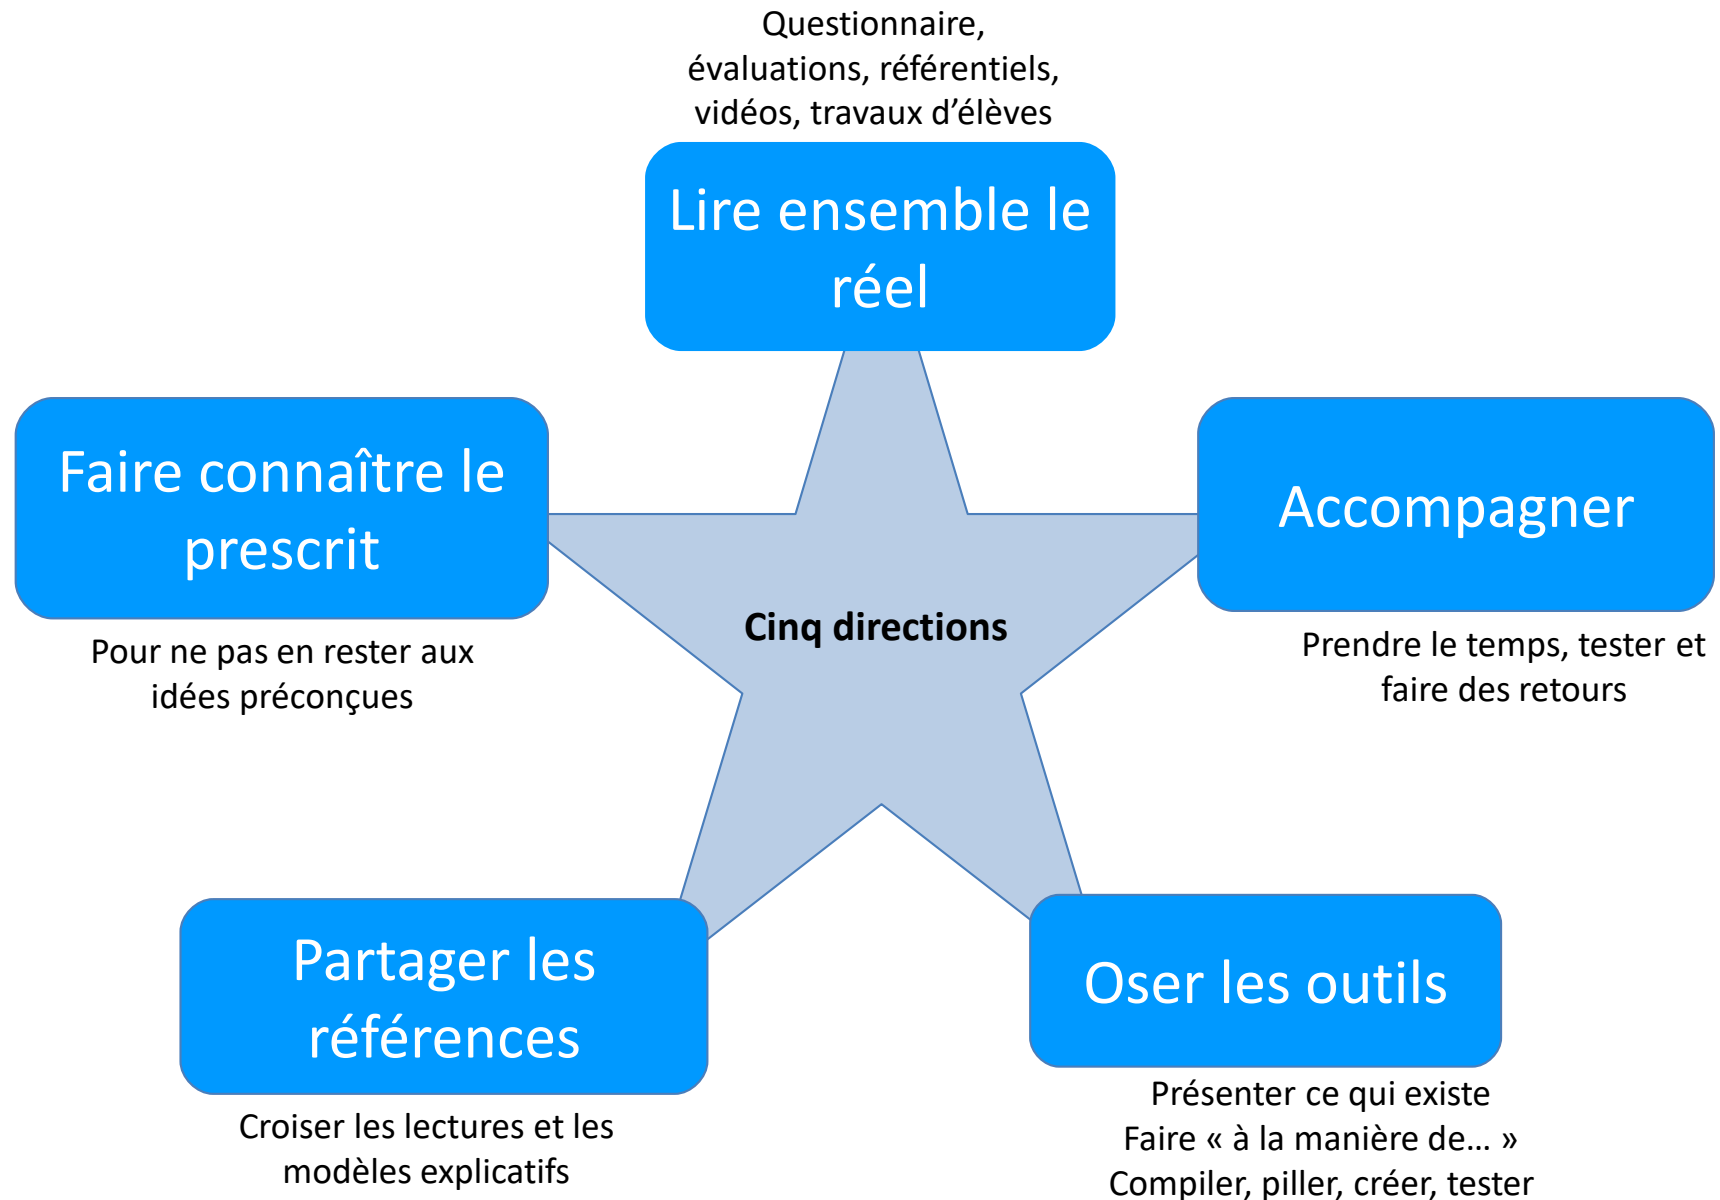 Questionnaire,
évaluations, référentiels,
vidéos, travaux d’élèves
Lire ensemble le
réel
Faire connaître le
prescrit
Pour ne pas en rester aux
idées préconçues
Accompagner
Prendre le temps, tester et
faire des retours
Cinq directions
Partager les
références
Croiser les lectures et les
modèles explicatifs
Oser les outils
Présenter ce qui existe
Faire « à la manière de… »
Compiler, piller, créer, tester